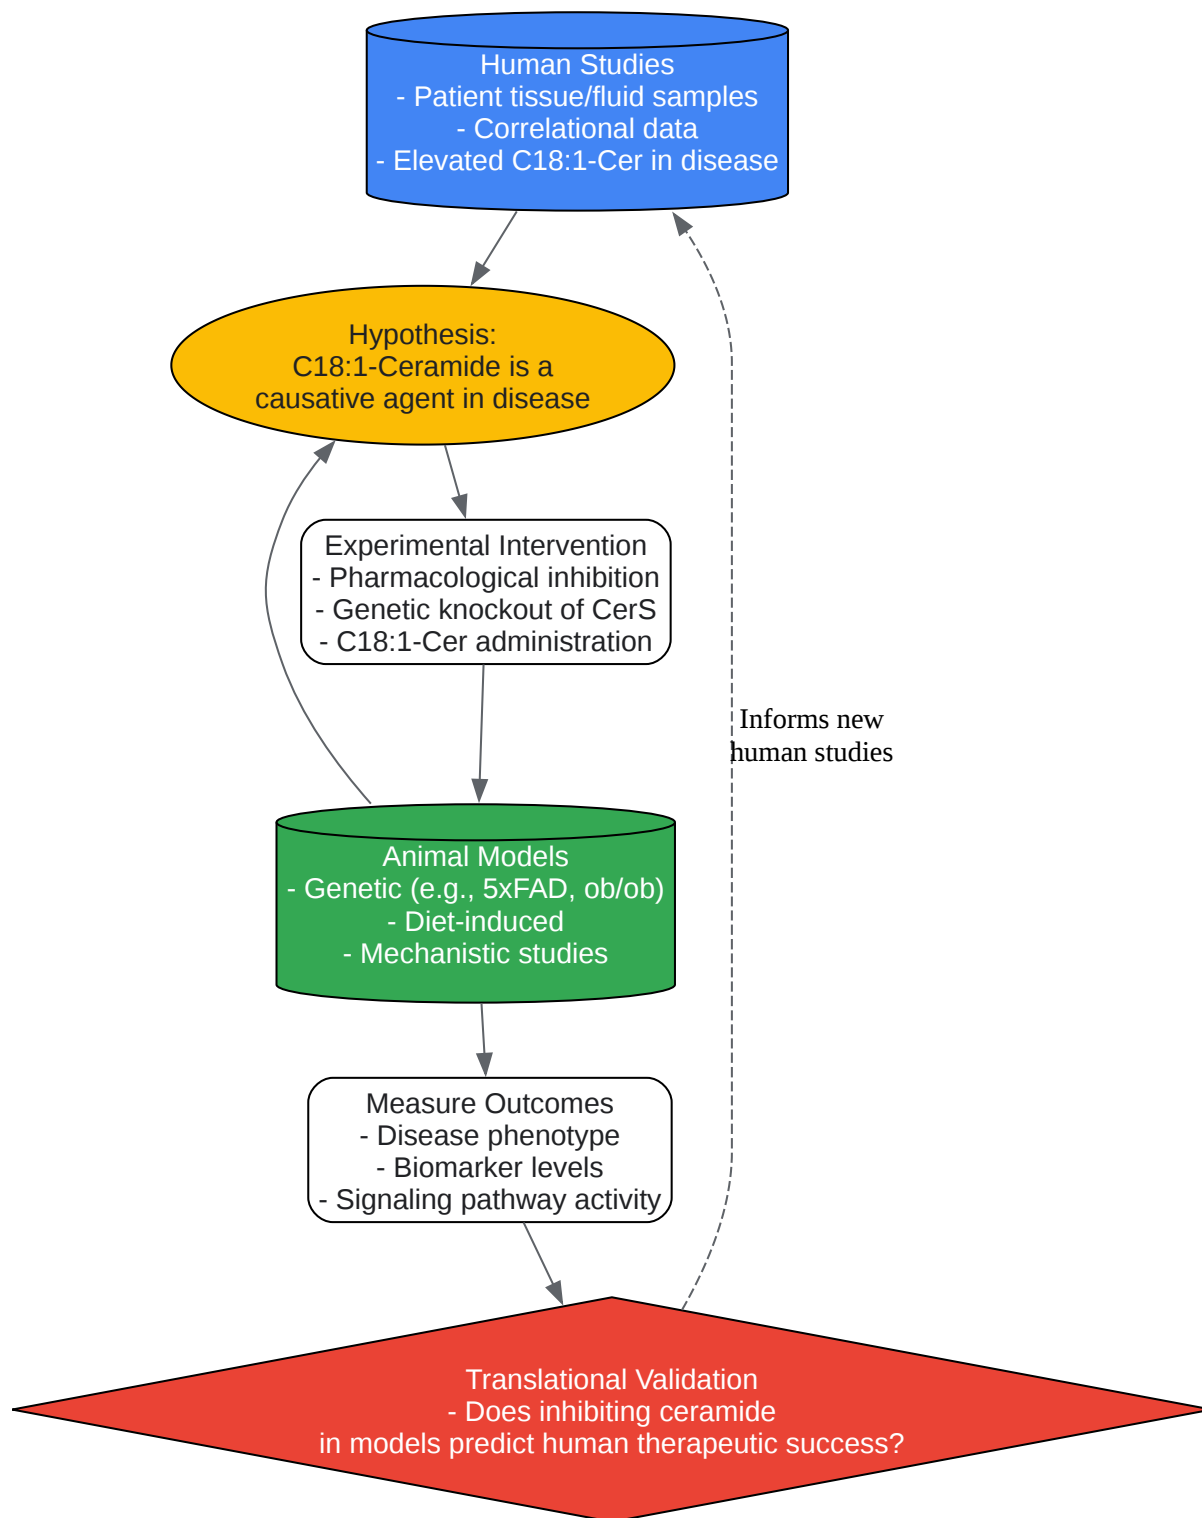 Human Studies
- Patient tissue/fluid samples
- Correlational data
- Elevated C18:1-Cer in disease
Hypothesis:
C18:1-Ceramide is a
causative agent in disease
Experimental Intervention
- Pharmacological inhibition
- Genetic knockout of CerS
- C18:1-Cer administration
Informs new
human studies
Animal Models
- Genetic (e.g., 5xFAD, ob/ob)
- Diet-induced
- Mechanistic studies
Measure Outcomes
- Disease phenotype
- Biomarker levels
- Signaling pathway activity
Translational Validation
- Does inhibiting ceramide
in models predict human therapeutic success?